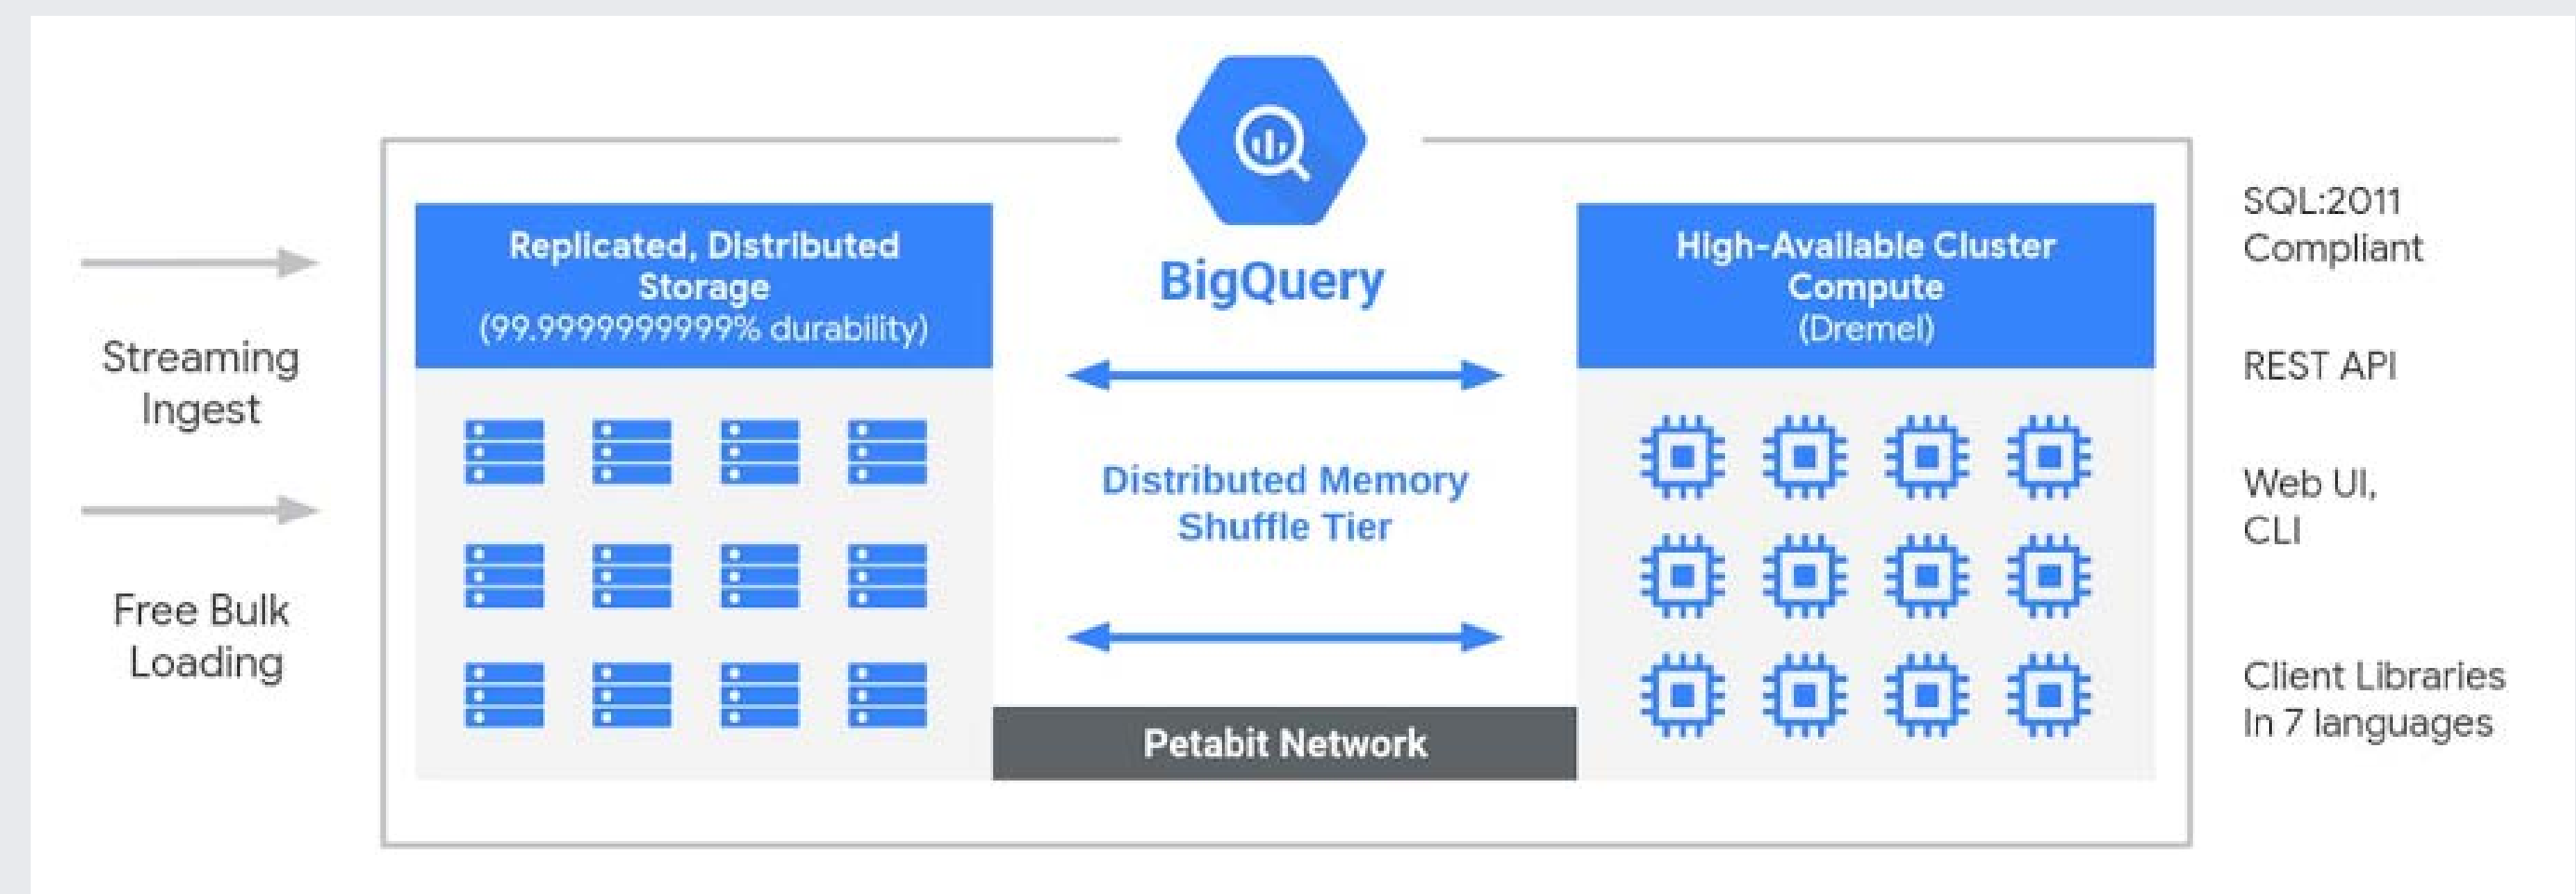 Streaming
Ingest
Free Bulk
Loading
Replicated, Distributed
Storage
(99.9999999999% durability)
BigQuery
Distributed Memory
Shuffle Tier
Petabit Network
High-Available Cluster
Compute
(Dremel)
SQL:2011
Compliant
REST API
Web UI,
CLI
Client Libraries
In 7 languages